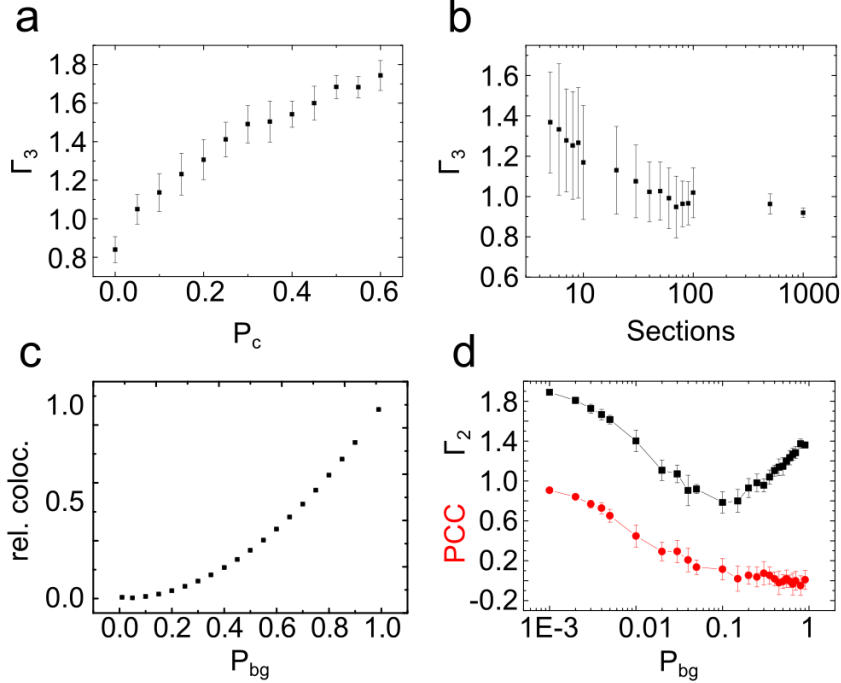 a
1.8
1.6
1.4
1.2
1.0
0.8
Γ3
0.0 0.2 0.4 0.6
Pc
b
1.6
1.4
1.2
1.0
0.8
0.6
Γ3
10 100 1000
Sections
c
1.0
0.5
0.0
rel. coloc.
0.0 0.2 0.4 0.6 0.8 1.0
Pbg
d
1.8
1.4
1.0
0.6
0.2
-0.2
PCC Γ2
1E-3 0.01 0.1 1
Pbg